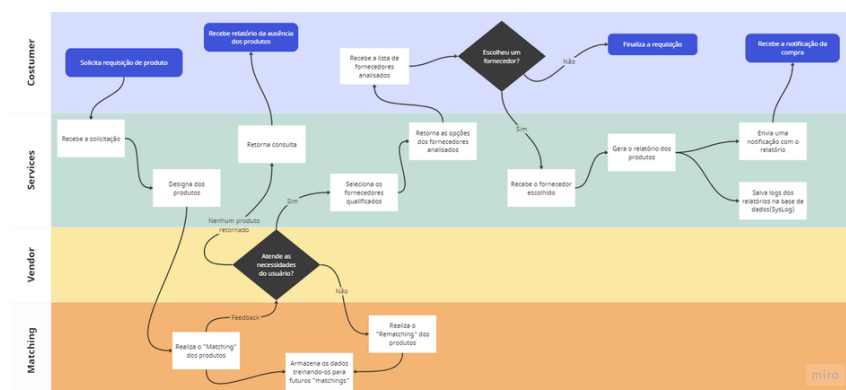 Costumer
Solicita requisição de produto
Recebe relatório da ausência
dos produtos
Recebe a lista de
fornecedores
analisados
Escolheu um
fornecedor?
Não
Finaliza a requisição
Recebe a notificação da
compra
Sim
Services
Recebe a solicitação
Designa dos
produtos
Retorna consulta
Nenhum produto
retornado
Sim
Seleciona os
fornecedores
qualificados
Retorna as opções
dos fornecedores
analisados
Recebe o fornecedor
escolhido
Gera o relatório dos
produtos
Envia uma
notificação com o
relatório
Salva logs dos
relatórios na base de
dados(SysLog)
Vendor
Atende as
necessidades
do usuário?
Não
Matching
Realiza o "Matching"
dos produtos
Feedback
Armazena os dados
treinando-os para
futuros "matchings"
Realiza o
"Rematching" dos
produtos
miro